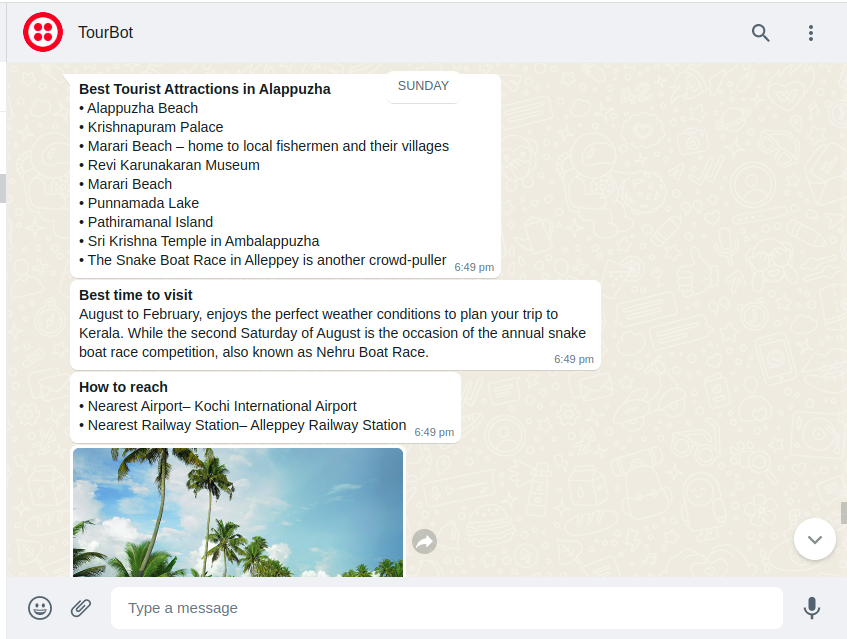 TourBot
SUNDAY
Best Tourist Attractions in Alappuzha
• Alappuzha Beach
• Krishnapuram Palace
• Marari Beach – home to local fishermen and their villages
• Revi Karunakaran Museum
• Marari Beach
• Punnamada Lake
• Pathiramanal Island
• Sri Krishna Temple in Ambalappuzha
• The Snake Boat Race in Alleppey is another crowd-puller
6:49 pm
Best time to visit
August to February, enjoys the perfect weather conditions to plan your trip to
Kerala. While the second Saturday of August is the occasion of the annual snake
boat race competition, also known as Nehru Boat Race.
6:49 pm
How to reach
• Nearest Airport– Kochi International Airport
• Nearest Railway Station– Alleppey Railway Station
6:49 pm
Type a message